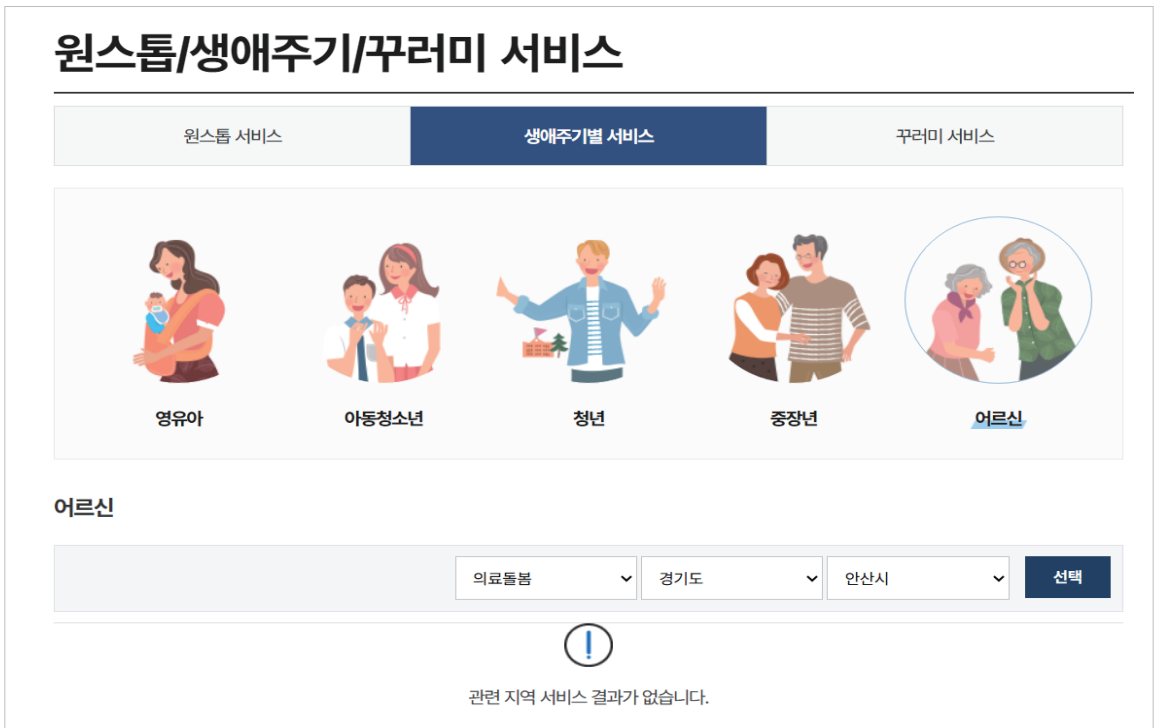 원스톱/생애주기/꾸러미 서비스
원스톱 서비스
생애주기별 서비스
꾸러미 서비스
영유아
아동청소년
청년
중장년
어르신
어르신
의료돌봄
경기도
안산시
선택
관련 지역 서비스 결과가 없습니다.